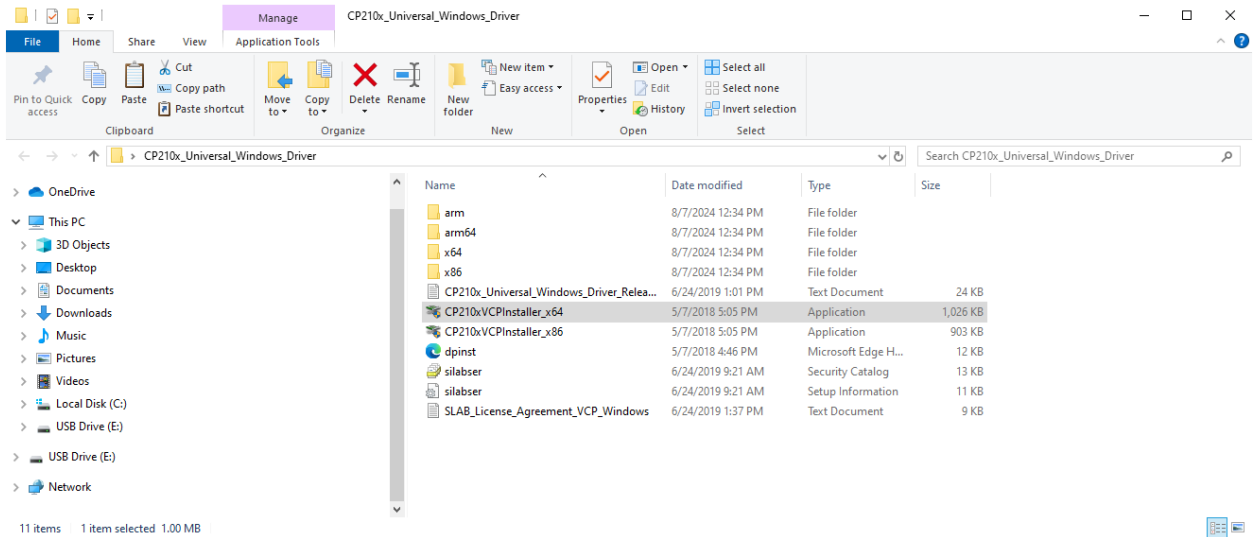 Manage CP210x_Universal_Windows_Driver
File Home Share View Application Tools
Pin to Quick access
Copy
Paste
Cut
Copy path
Paste shortcut
Clipboard
Move to
Copy to
Delete
Rename
Organize
New folder
New item
Easy access
New
Properties
Open
Edit
History
Open
Select all
Select none
Invert selection
Select
CP210x_Universal_Windows_Driver Search CP210x_Universal_Windows_Driver
OneDrive
This PC
3D Objects
Desktop
Documents
Downloads
Music
Pictures
Videos
Local Disk (C:)
USB Drive (E:)
USB Drive (E:)
Network
Name Date modified Type Size
arm 8/7/2024 12:34 PM File folder
arm64 8/7/2024 12:34 PM File folder
x64 8/7/2024 12:34 PM File folder
x86 8/7/2024 12:34 PM File folder
CP210x_Universal_Windows_Driver_Relea... 6/24/2019 1:01 PM Text Document 24 KB
CP210xVCPInstaller_x64 5/7/2018 5:05 PM Application 1,026 KB
CP210xVCPInstaller_x86 5/7/2018 5:05 PM Application 903 KB
dpinst 5/7/2018 4:46 PM Microsoft Edge H... 12 KB
silabser 6/24/2019 9:21 AM Security Catalog 13 KB
silabser 6/24/2019 9:21 AM Setup Information 11 KB
SLAB_License_Agreement_VCP_Windows 6/24/2019 1:37 PM Text Document 9 KB
11 items 1 item selected 1.00 MB